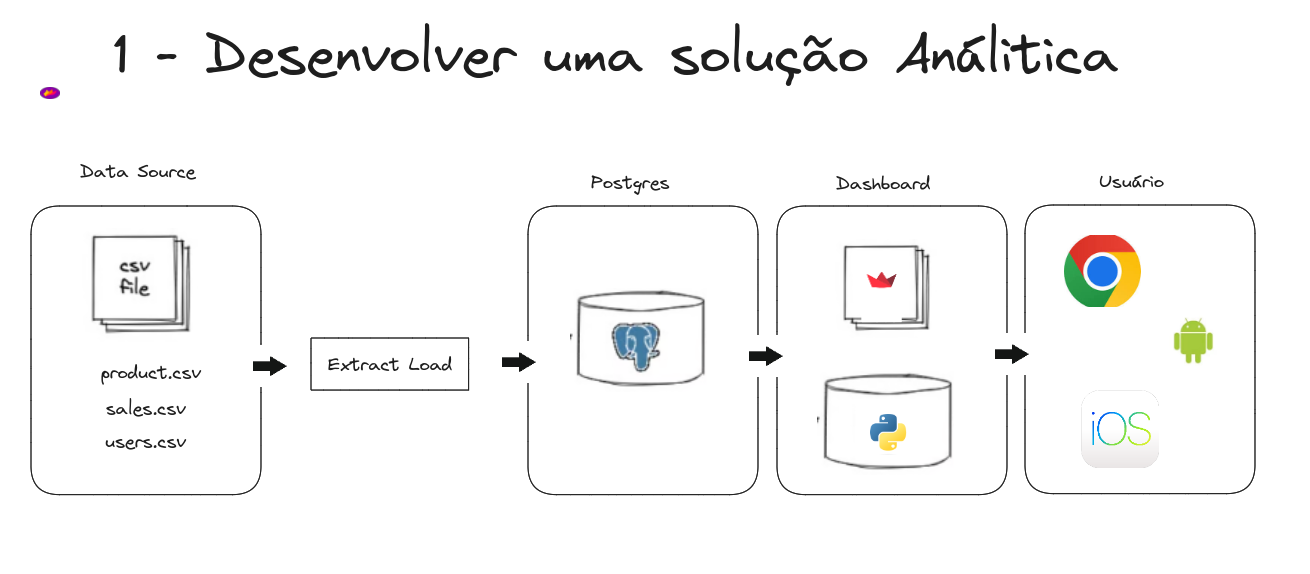 1 - Desenvolver uma solução Análitica
Data Source
csv
file
product.csv
sales.csv
users.csv
Extract Load
Postgres
Dashboard
Usuário
iOS